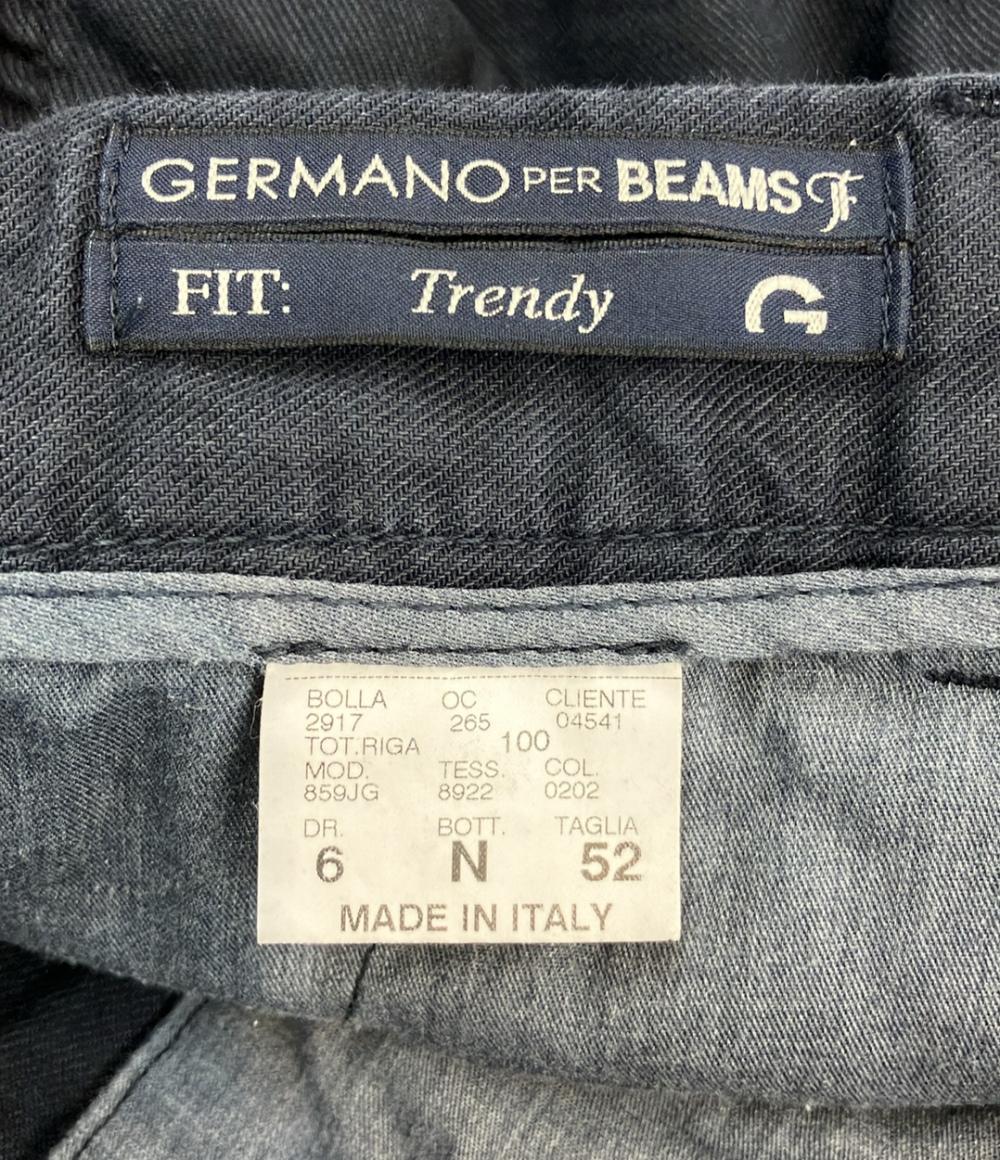 GERMANO PER BEAMS F
FIT: Trendy G
BOLLA OC CLIENTE
2917 265 04541
TOT.RIGA 100
MOD. TESS. COL.
859JG 8922 0202
DR. BOTT. TAGLIA
6 N 52
MADE IN ITALY